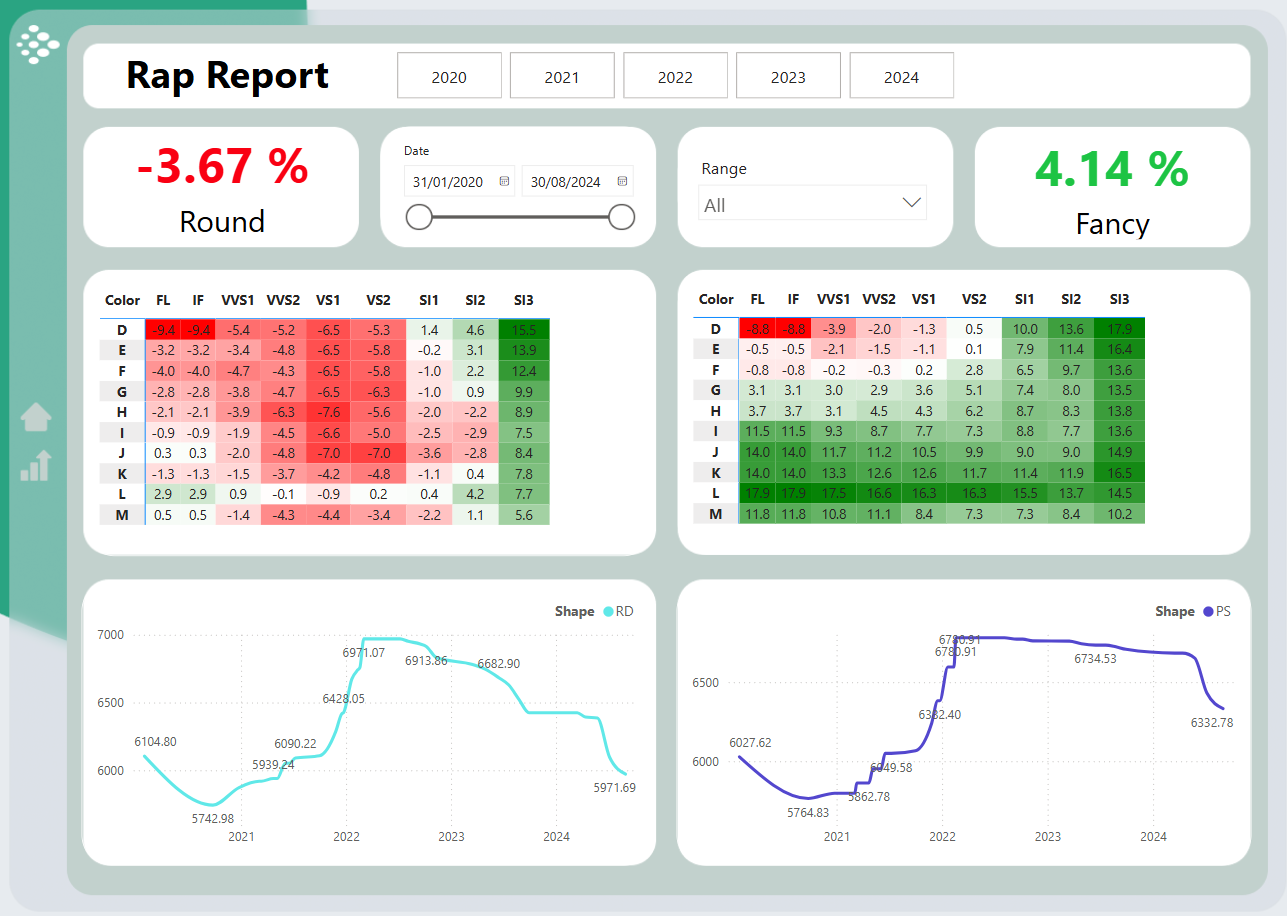 Rap Report
2020 2021 2022 2023 2024
-3.67 %
Round
Date
31/01/2020 30/08/2024
Range
All
4.14 %
Fancy
Color FL IF VVS1 VVS2 VS1 VS2 SI1 SI2 SI3
D -9.4 -9.4 -5.4 -5.2 -6.5 -5.3 1.4 4.6 15.5
E -3.2 -3.2 -3.4 -4.8 -6.5 -5.8 -0.2 3.1 13.9
F -4.0 -4.0 -4.7 -4.3 -6.5 -5.8 -1.0 2.2 12.4
G -2.8 -2.8 -3.8 -4.7 -6.5 -6.3 -1.0 0.9 9.9
H -2.1 -2.1 -3.9 -6.3 -7.6 -5.6 -2.0 -2.2 8.9
I -0.9 -0.9 -1.9 -4.5 -6.6 -5.0 -2.5 -2.9 7.5
J 0.3 0.3 -2.0 -4.8 -7.0 -7.0 -3.6 -2.8 8.4
K -1.3 -1.3 -1.5 -3.7 -4.2 -4.8 -1.1 0.4 7.8
L 2.9 2.9 0.9 -0.1 -0.9 0.2 0.4 4.2 7.7
M 0.5 0.5 -1.4 -4.3 -4.4 -3.4 -2.2 1.1 5.6
Color FL IF VVS1 VVS2 VS1 VS2 SI1 SI2 SI3
D -8.8 -8.8 -3.9 -2.0 -1.3 0.5 10.0 13.6 17.9
E -0.5 -0.5 -2.1 -1.5 -1.1 0.1 7.9 11.4 16.4
F -0.8 -0.8 -0.2 -0.3 0.2 2.8 6.5 9.7 13.6
G 3.1 3.1 3.0 2.9 3.6 5.1 7.4 8.0 13.5
H 3.7 3.7 3.1 4.5 4.3 6.2 8.7 8.3 13.8
I 11.5 11.5 9.3 8.7 7.7 7.3 8.8 7.7 13.6
J 14.0 14.0 11.7 11.2 10.5 9.9 9.0 9.0 14.9
K 14.0 14.0 13.3 12.6 12.6 11.7 11.4 11.9 16.5
L 17.9 17.9 17.5 16.6 16.3 16.3 15.5 13.7 14.5
M 11.8 11.8 10.8 11.1 8.4 7.3 7.3 8.4 10.2
Shape RD
7000
6971.07
6913.86
6682.90
6500
6428.05
6104.80
6090.22
6000
5939.24
5971.69
5742.98
2021 2022 2023 2024
Shape PS
6780.91
6780.91
6734.53
6500
6382.40
6332.78
6027.62
6000
6049.58
5862.78
5764.83
2021 2022 2023 2024